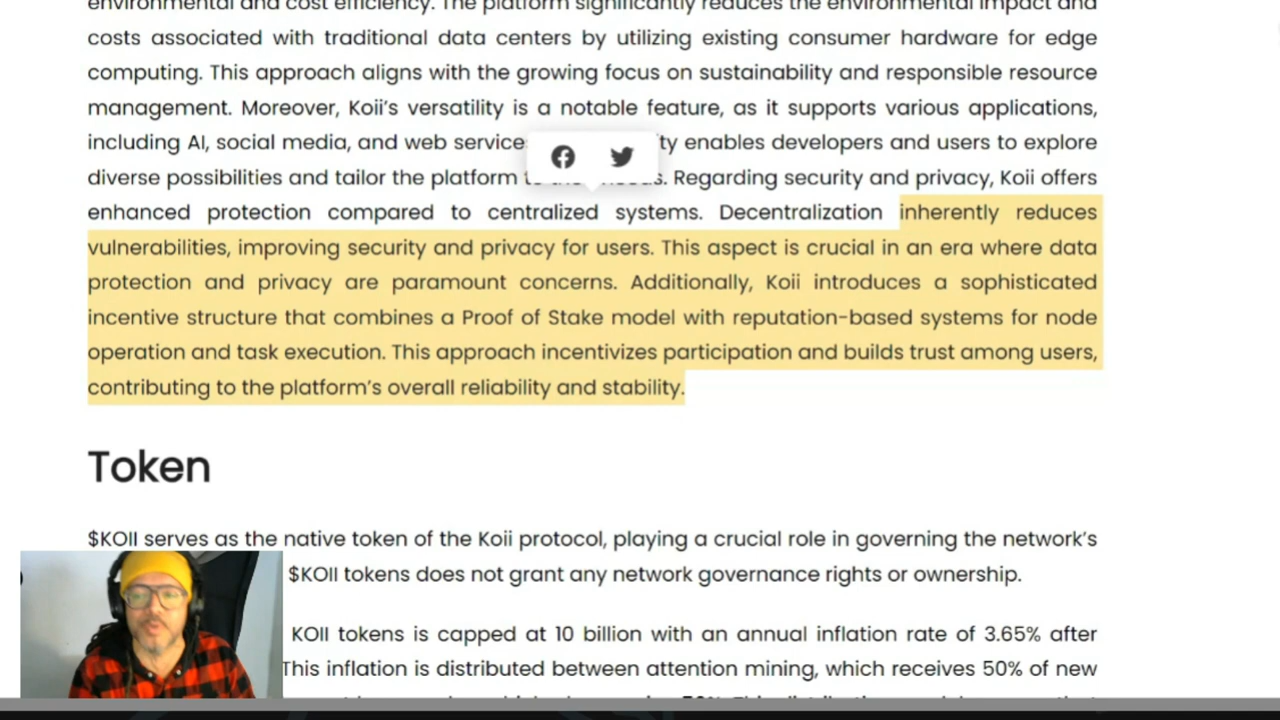 environmental and cost efficiency. The platform significantly reduces the environmental impact and
costs associated with traditional data centers by utilizing existing consumer hardware for edge
computing. This approach aligns with the growing focus on sustainability and responsible resource
management. Moreover, Koii's versatility is a notable feature, as it supports various applications,
including AI, social media, and web service ty enables developers and users to explore
diverse possibilities and tailor the platform Regarding security and privacy, Koii offers
enhanced protection compared to centralized systems. Decentralization inherently reduces
vulnerabilities, improving security and privacy for users. This aspect is crucial in an era where data
protection and privacy are paramount concerns. Additionally, Koii introduces a sophisticated
incentive structure that combines a Proof of Stake model with reputation-based systems for node
operation and task execution. This approach incentivizes participation and builds trust among users,
contributing to the platform's overall reliability and stability.
Token
$KOII serves as the native token of the Koii protocol, playing a crucial role in governing the network's
$KOII tokens does not grant any network governance rights or ownership.
KOII tokens is capped at 10 billion with an annual inflation rate of 3.65% after
This inflation is distributed between attention mining, which receives 50% of new